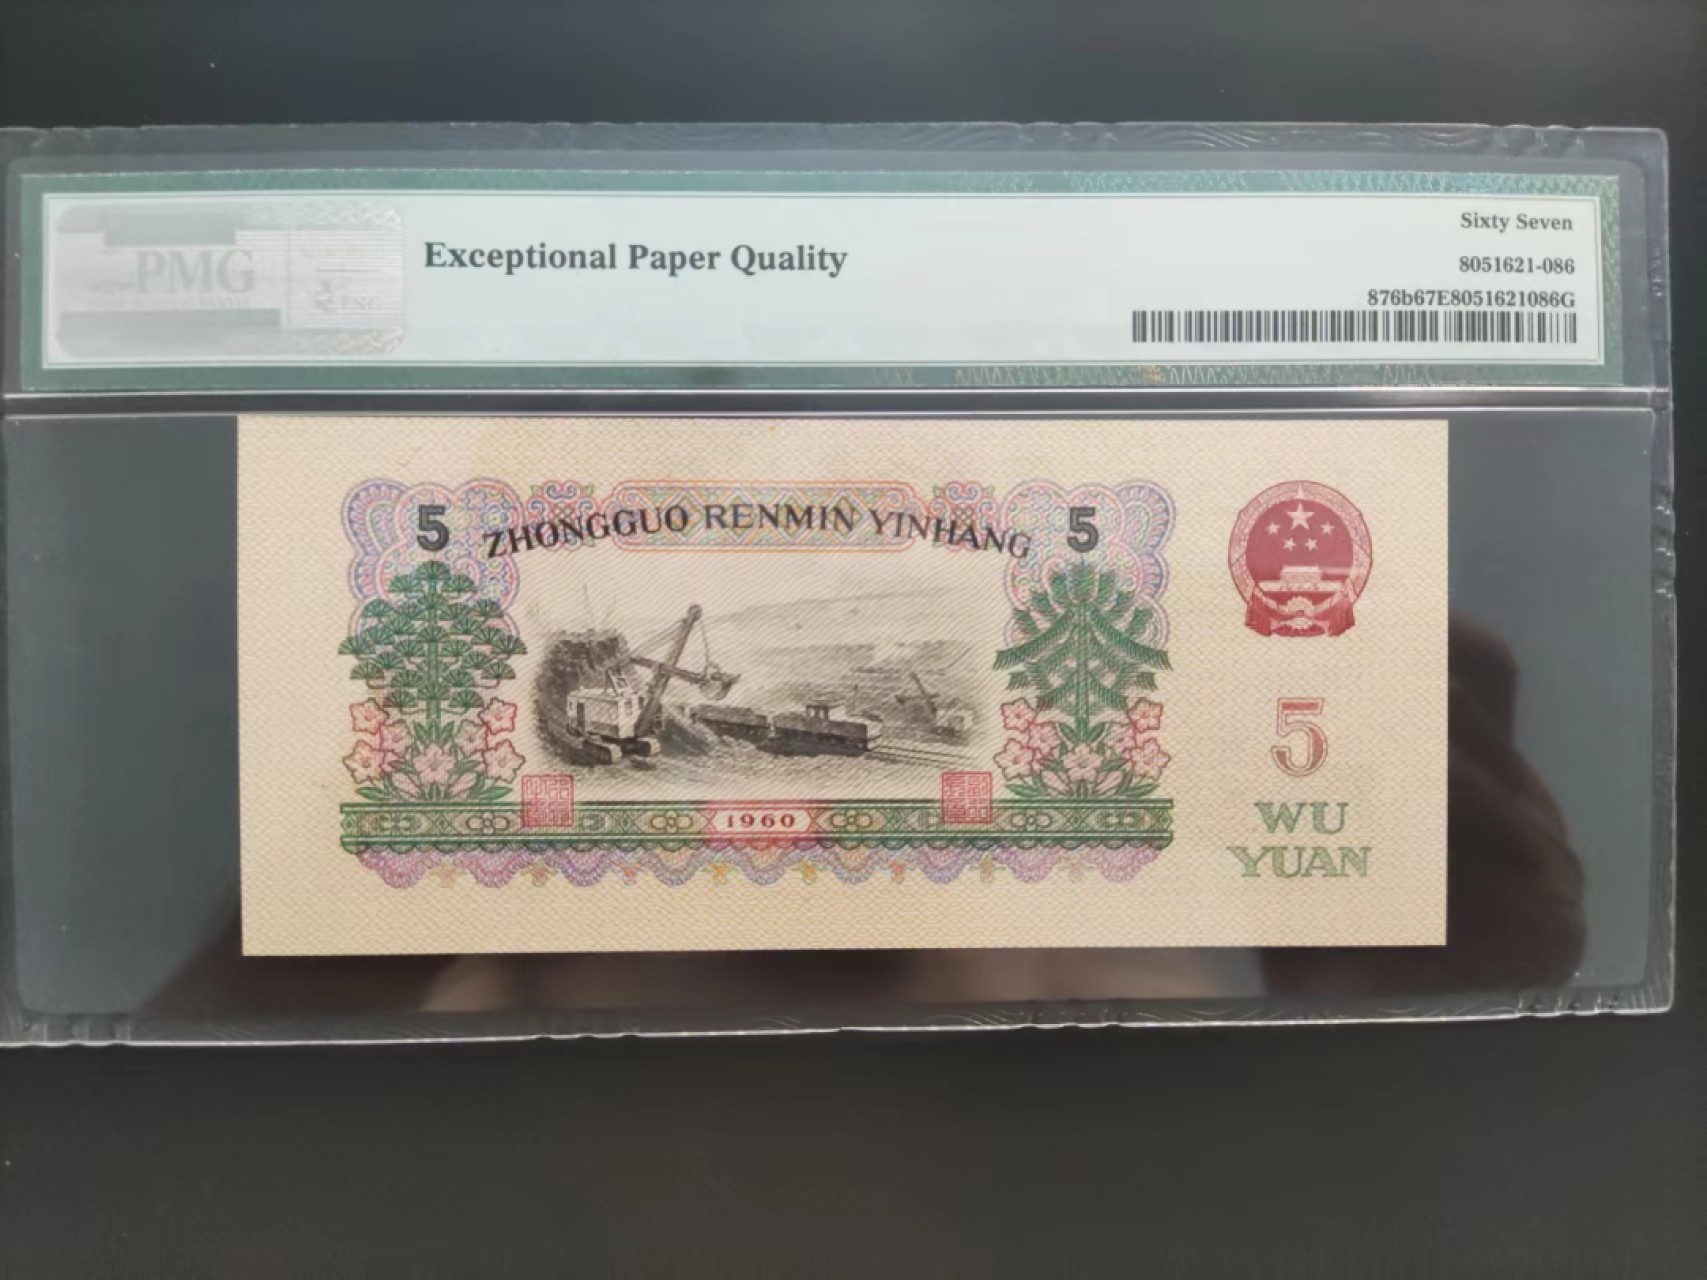 PMG
Exceptional Paper Quality
Sixty Seven
8051621-086
876b67E8051621086G
5 ZHONGGUO RENMIN YINHANG 5
5
WU
YUAN
1960